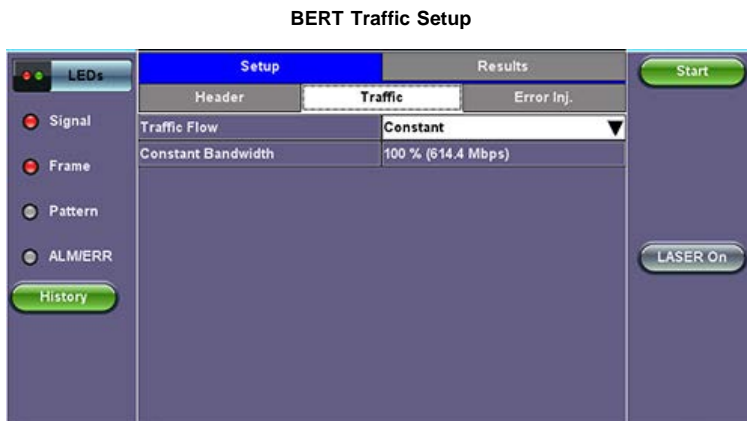 BERT Traffic Setup
LEDs
Setup
Results
Start
Header
Traffic
Error Inj.
Signal
Traffic Flow
Constant
Frame
Constant Bandwidth
100 % (614.4 Mbps)
Pattern
ALM/ERR
LASER On
History